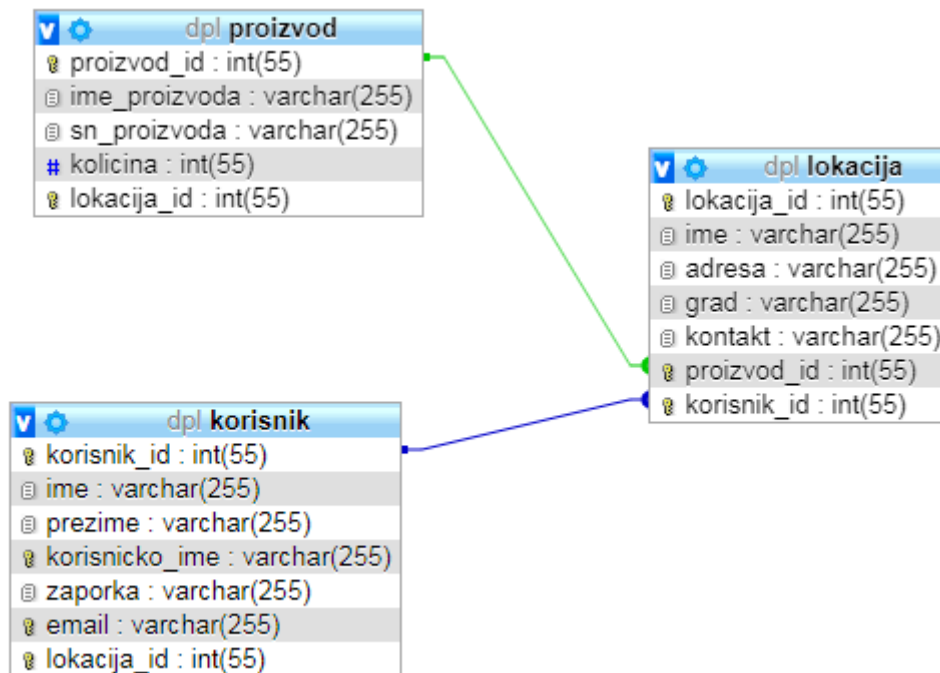 v dpl proizvod
proizvod_id : int(55)
ime_proizvoda : varchar(255)
sn_proizvoda : varchar(255)
# kolicina : int(55)
lokacija_id : int(55)
v dpl lokacija
lokacija_id : int(55)
ime : varchar(255)
adresa : varchar(255)
grad : varchar(255)
kontakt : varchar(255)
proizvod_id : int(55)
korisnik_id : int(55)
v dpl korisnik
korisnik_id : int(55)
ime : varchar(255)
prezime : varchar(255)
korisnicko_ime : varchar(255)
zaporka : varchar(255)
email : varchar(255)
lokacija_id : int(55)